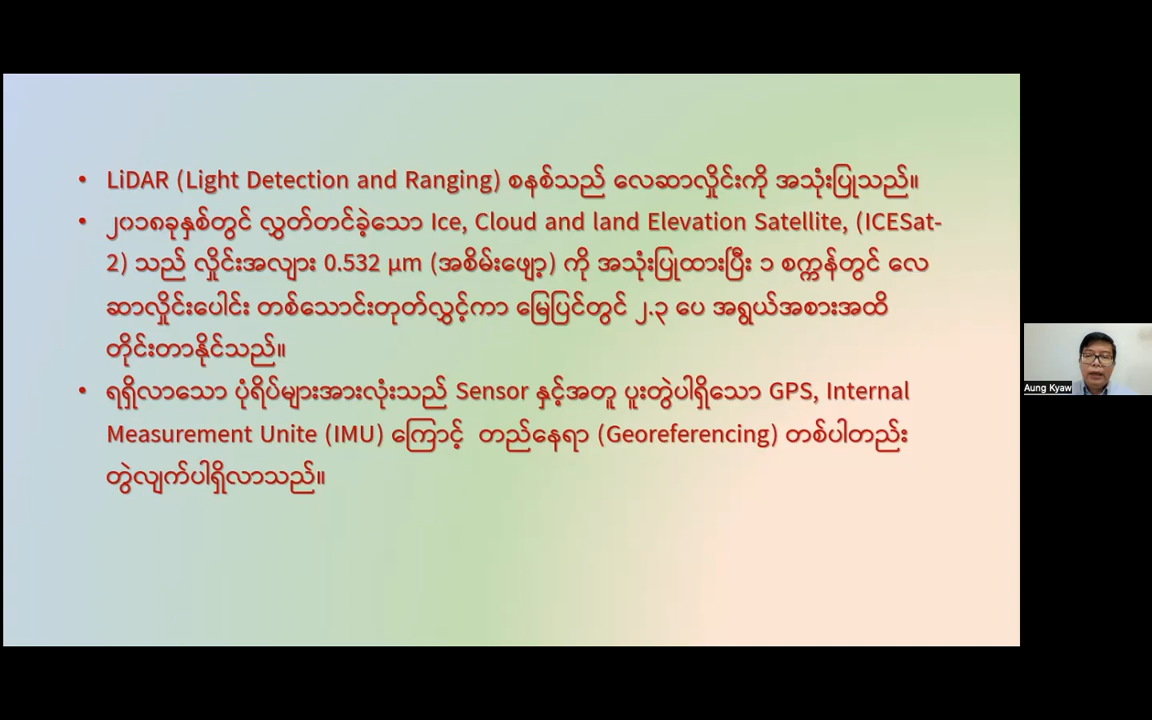 • LiDAR (Light Detection and Ranging) စနစ်သည် လေဆာလှိုင်းကို အသုံးပြုသည်။
• ၂၀၁၈ခုနှစ်တွင် လွှတ်တင်ခဲ့သော Ice, Cloud and land Elevation Satellite, (ICESat-
2) သည် လှိုင်းအလျား 0.532 µm (အစိမ်းဖျော့) ကို အသုံးပြုထားပြီး ၁ စက္ကန်တွင် လေ
ဆာလှိုင်းပေါင်း တစ်သောင်းတုတ်လွှင့်ကာ မြေပြင်တွင် ၂.၃ ပေ အရွယ်အစားအထိ
တိုင်းတာနိုင်သည်။
• ရရှိလာသော ပုံရိပ်များအားလုံးသည် Sensor နှင့်အတူ ပူးတွဲပါရှိသော GPS, Internal
Measurement Unite (IMU) ကြောင့် တည်နေရာ (Georeferencing) တစ်ပါတည်း
တွဲလျက်ပါရှိလာသည်။
Aung Kyaw